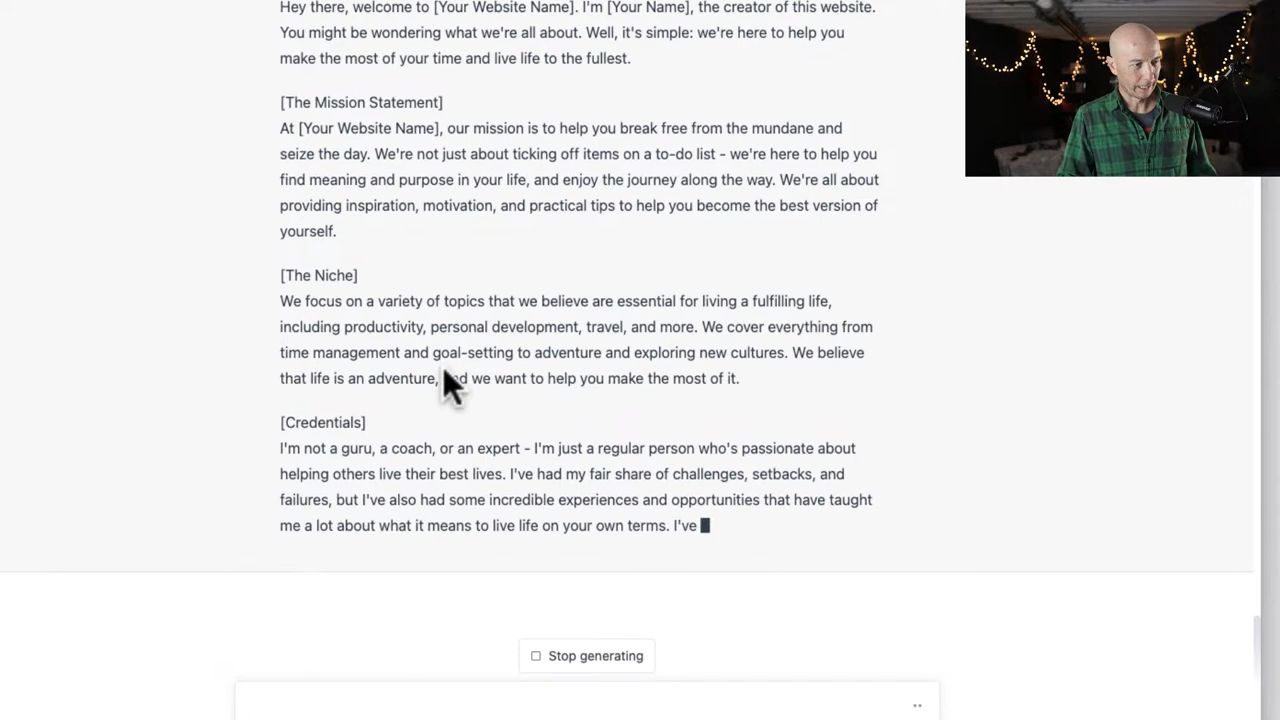 Hey there, welcome to [Your Website Name]. I'm [Your Name], the creator of this website.
You might be wondering what we're all about. Well, it's simple: we're here to help you
make the most of your time and live life to the fullest.
[The Mission Statement]
At [Your Website Name], our mission is to help you break free from the mundane and
seize the day. We're not just about ticking off items on a to-do list - we're here to help you
find meaning and purpose in your life, and enjoy the journey along the way. We're all about
providing inspiration, motivation, and practical tips to help you become the best version of
yourself.
[The Niche]
We focus on a variety of topics that we believe are essential for living a fulfilling life,
including productivity, personal development, travel, and more. We cover everything from
time management and goal-setting to adventure and exploring new cultures. We believe
that life is an adventure, and we want to help you make the most of it.
[Credentials]
I'm not a guru, a coach, or an expert - I'm just a regular person who's passionate about
helping others live their best lives. I've had my fair share of challenges, setbacks, and
failures, but I've also had some incredible experiences and opportunities that have taught
me a lot about what it means to live life on your own terms. I've
Stop generating